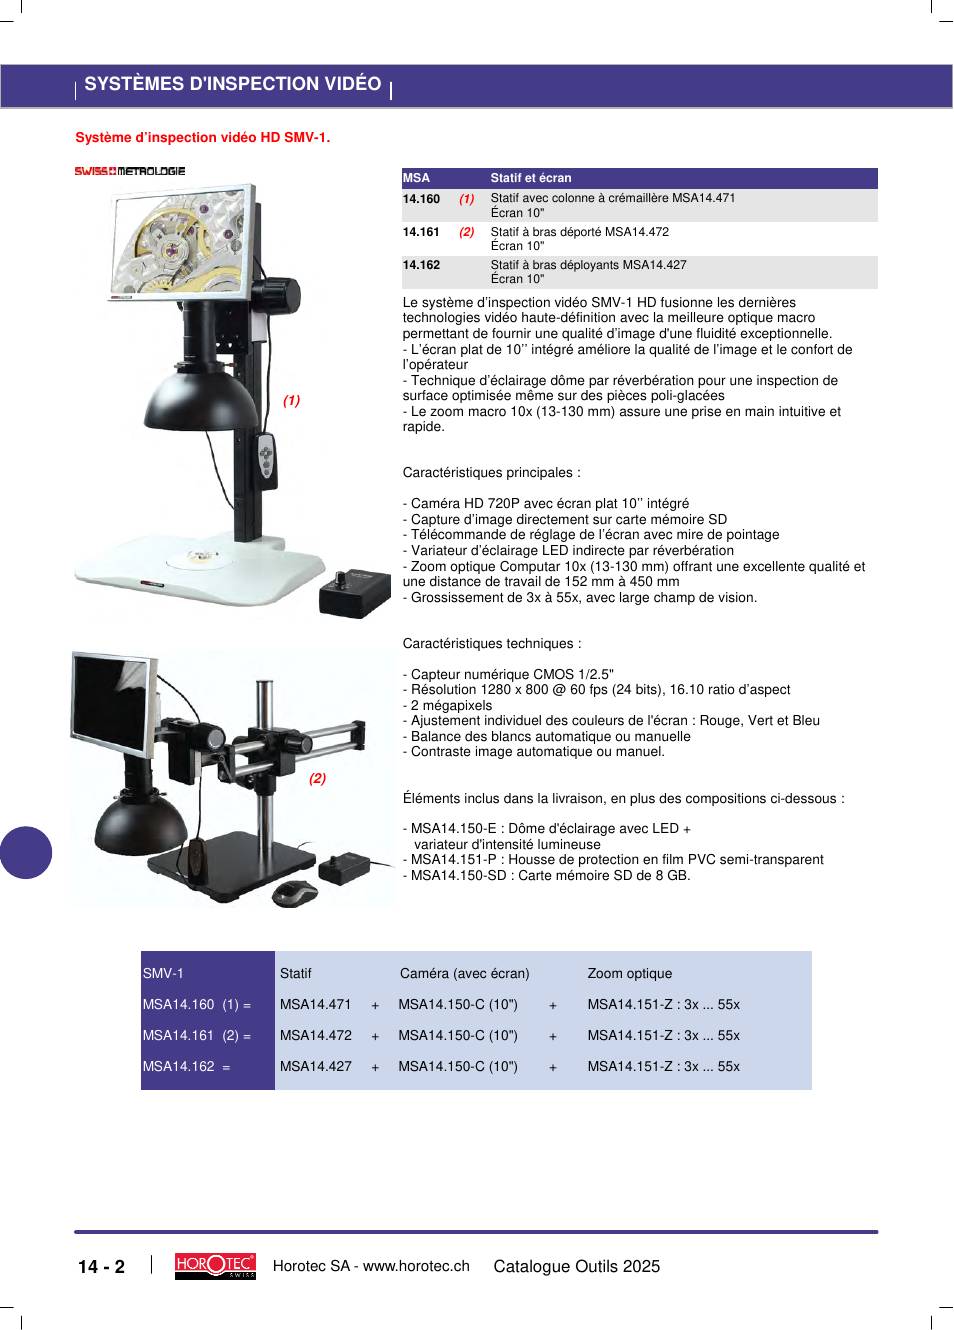 SYSTÈMES D'INSPECTION VIDÉO
Système d’inspection vidéo HD SMV-1.
SWISS METROLOGIE
(1)
(2)
MSA Statif et écran
14.160 (1) Statif avec colonne à crémaillère MSA14.471
Écran 10"
14.161 (2) Statif à bras déporté MSA14.472
Écran 10"
14.162 Statif à bras déployants MSA14.427
Écran 10"
Le système d’inspection vidéo SMV-1 HD fusionne les dernières
technologies vidéo haute-définition avec la meilleure optique macro
permettant de fournir une qualité d’image d'une fluidité exceptionnelle.
- L’écran plat de 10’’ intégré améliore la qualité de l’image et le confort de
l’opérateur
- Technique d’éclairage dôme par réverbération pour une inspection de
surface optimisée même sur des pièces poli-glacées
- Le zoom macro 10x (13-130 mm) assure une prise en main intuitive et
rapide.
Caractéristiques principales :
- Caméra HD 720P avec écran plat 10’’ intégré
- Capture d’image directement sur carte mémoire SD
- Télécommande de réglage de l’écran avec mire de pointage
- Variateur d’éclairage LED indirecte par réverbération
- Zoom optique Computar 10x (13-130 mm) offrant une excellente qualité et
une distance de travail de 152 mm à 450 mm
- Grossissement de 3x à 55x, avec large champ de vision.
Caractéristiques techniques :
- Capteur numérique CMOS 1/2.5"
- Résolution 1280 x 800 @ 60 fps (24 bits), 16.10 ratio d’aspect
- 2 mégapixels
- Ajustement individuel des couleurs de l'écran : Rouge, Vert et Bleu
- Balance des blancs automatique ou manuelle
- Contraste image automatique ou manuel.
Éléments inclus dans la livraison, en plus des compositions ci-dessous :
- MSA14.150-E : Dôme d'éclairage avec LED +
variateur d'intensité lumineuse
- MSA14.151-P : Housse de protection en film PVC semi-transparent
- MSA14.150-SD : Carte mémoire SD de 8 GB.
SMV-1 Statif Caméra (avec écran) Zoom optique
MSA14.160 (1) = MSA14.471 + MSA14.150-C (10") + MSA14.151-Z : 3x ... 55x
MSA14.161 (2) = MSA14.472 + MSA14.150-C (10") + MSA14.151-Z : 3x ... 55x
MSA14.162 = MSA14.427 + MSA14.150-C (10") + MSA14.151-Z : 3x ... 55x
14 - 2 HOROTEC® SWISS Horotec SA - www.horotec.ch Catalogue Outils 2025